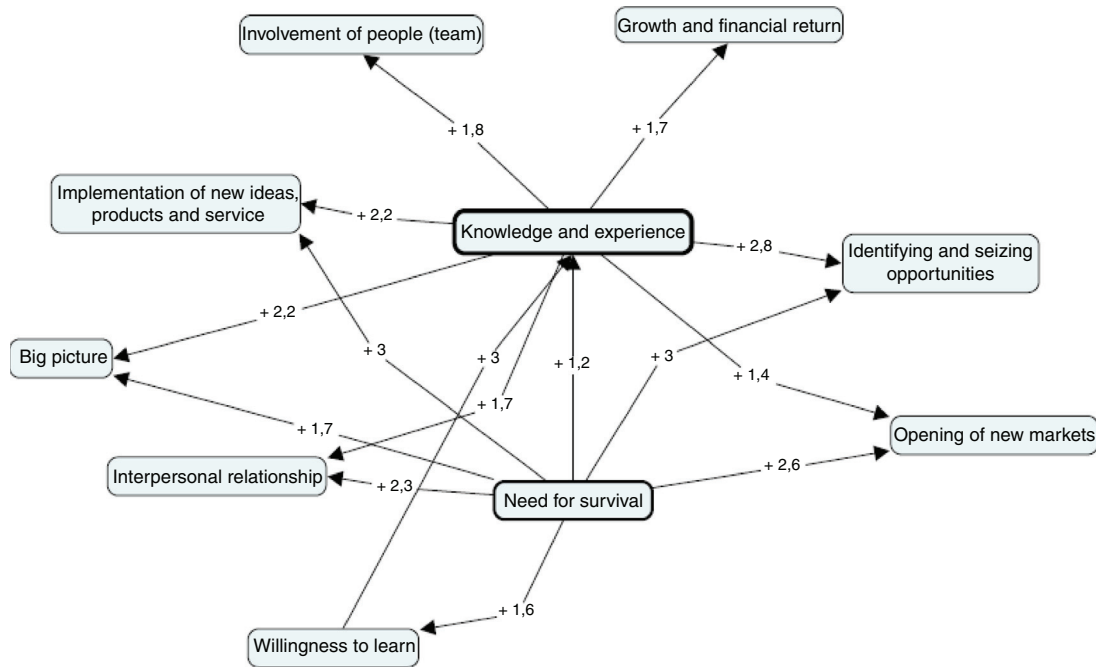 Growth and financial return
Involvement of people (team)
+ 1,8
+ 1,7
Implementation of new ideas,
products and service
+ 2,2
Knowledge and experience
+ 2,8
Identifying and seizing
opportunities
+ 2,2
Big picture
+ 3
+ 3
+ 1,2
+ 3
+ 1,4
+ 1,7
+ 1,7
Opening of new markets
Interpersonal relationship
+ 2,3
Need for survival
+ 2,6
+ 1,6
Willingness to learn